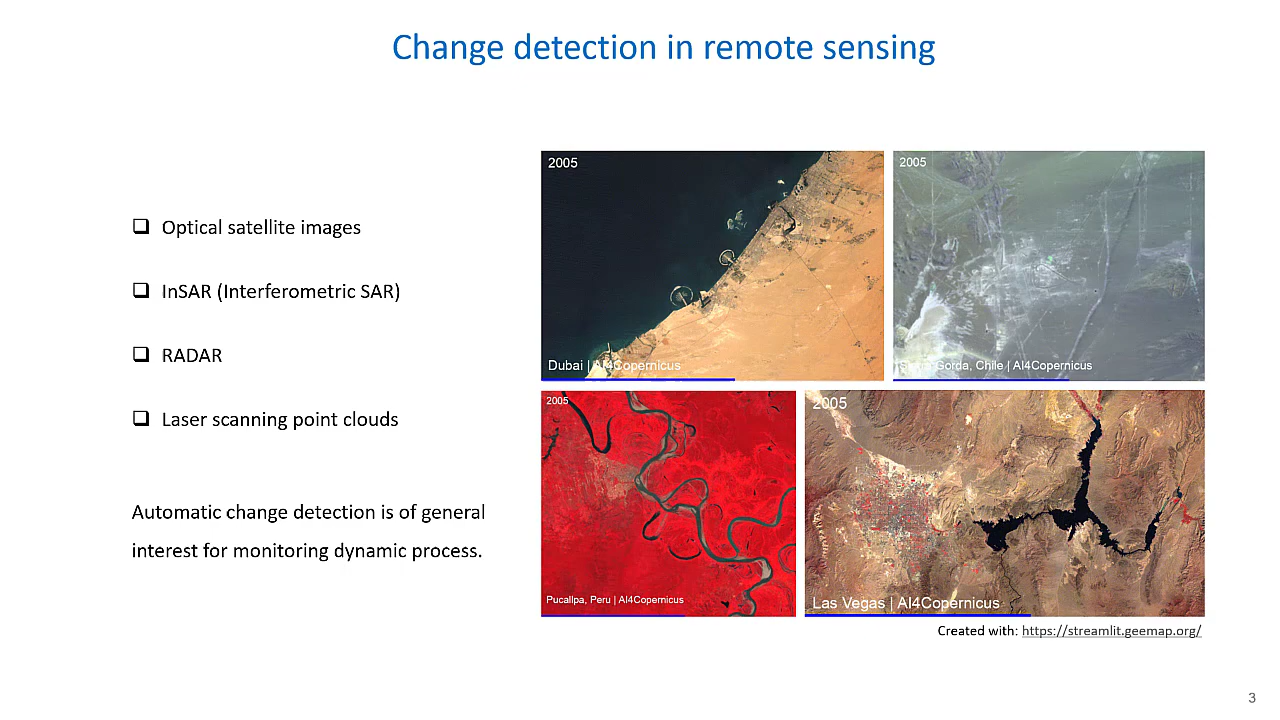 Change detection in remote sensing
Optical satellite images
InSAR (Interferometric SAR)
RADAR
Laser scanning point clouds
Automatic change detection is of general
interest for monitoring dynamic process.
2005
Dubai | AI4Copernicus
2005
Gorda, Chile | AI4Copernicus
2005
Pucallpa, Peru | AI4Copernicus
2005
Las Vegas | AI4Copernicus
Created with: https://streamlit.geemap.org/
3